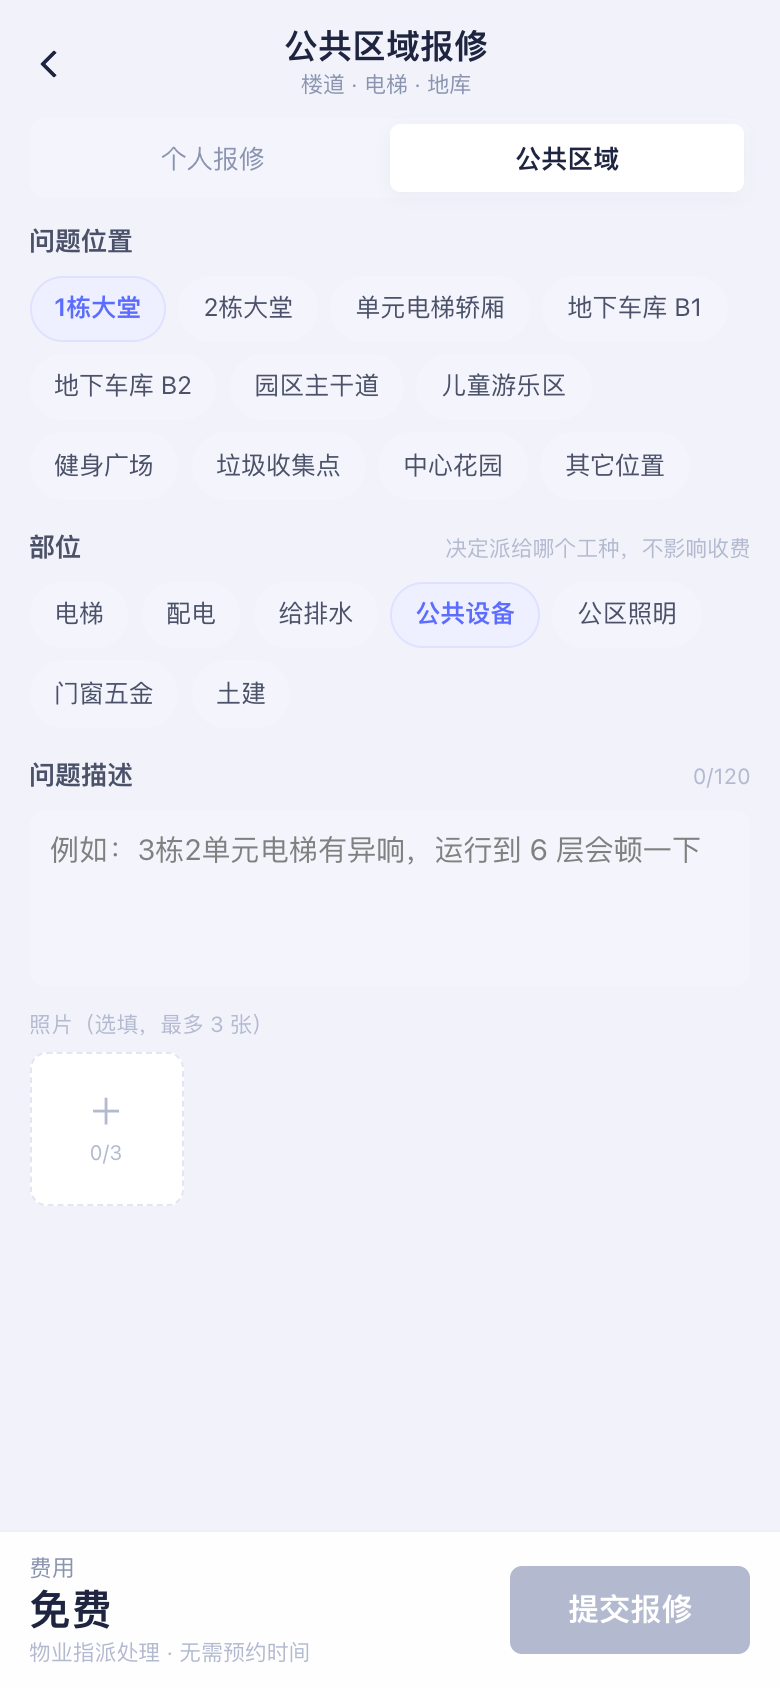 公共区域报修
楼道 · 电梯 · 地库
个人报修 公共区域
问题位置
1栋大堂 2栋大堂 单元电梯轿厢 地下车库 B1
地下车库 B2 园区主干道 儿童游乐区
健身广场 垃圾收集点 中心花园 其它位置
部位 决定派给哪个工种，不影响收费
电梯 配电 给排水 公共设备 公区照明
门窗五金 土建
问题描述 0/120
例如：3栋2单元电梯有异响，运行到 6 层会顿一下
照片（选填，最多 3 张）
0/3
费用
免费
物业指派处理 · 无需预约时间
提交报修